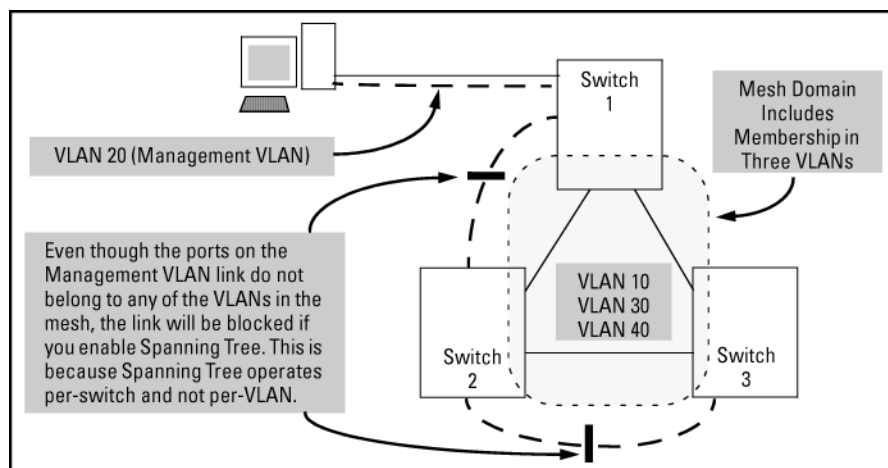 Switch
1
Mesh Domain
Includes
Membership in
Three VLANs
VLAN 20 (Management VLAN)
Even though the ports on the
Management VLAN link do not
belong to any of the VLANs in the
mesh, the link will be blocked if
you enable Spanning Tree. This is
because Spanning Tree operates
per-switch and not per-VLAN.
VLAN 10
VLAN 30
VLAN 40
Switch
2
Switch
3